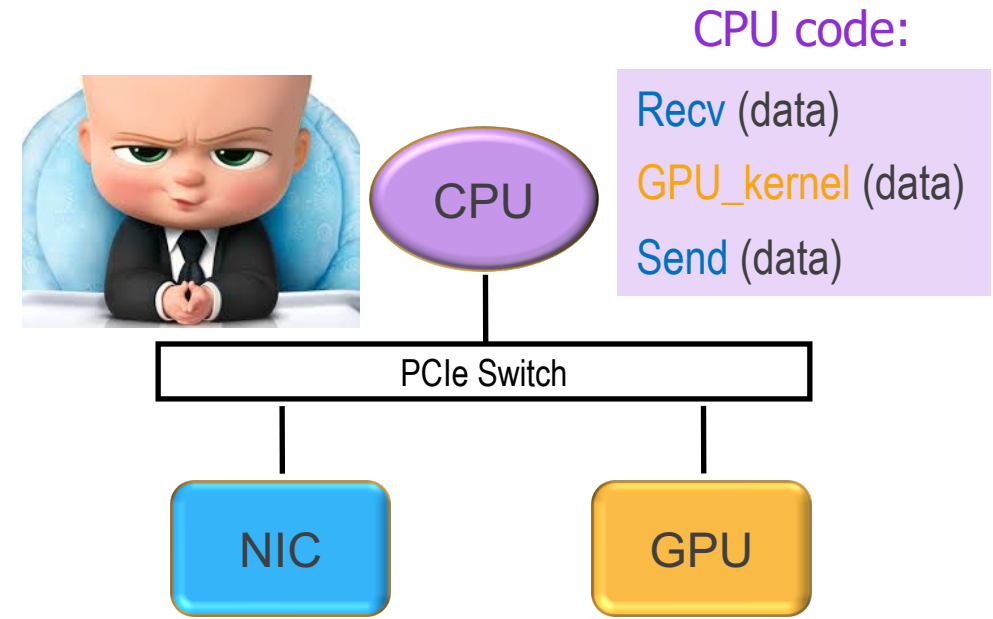 CPU code:
Recv (data)
GPU_kernel (data)
Send (data)
CPU
PCIe Switch
NIC
GPU